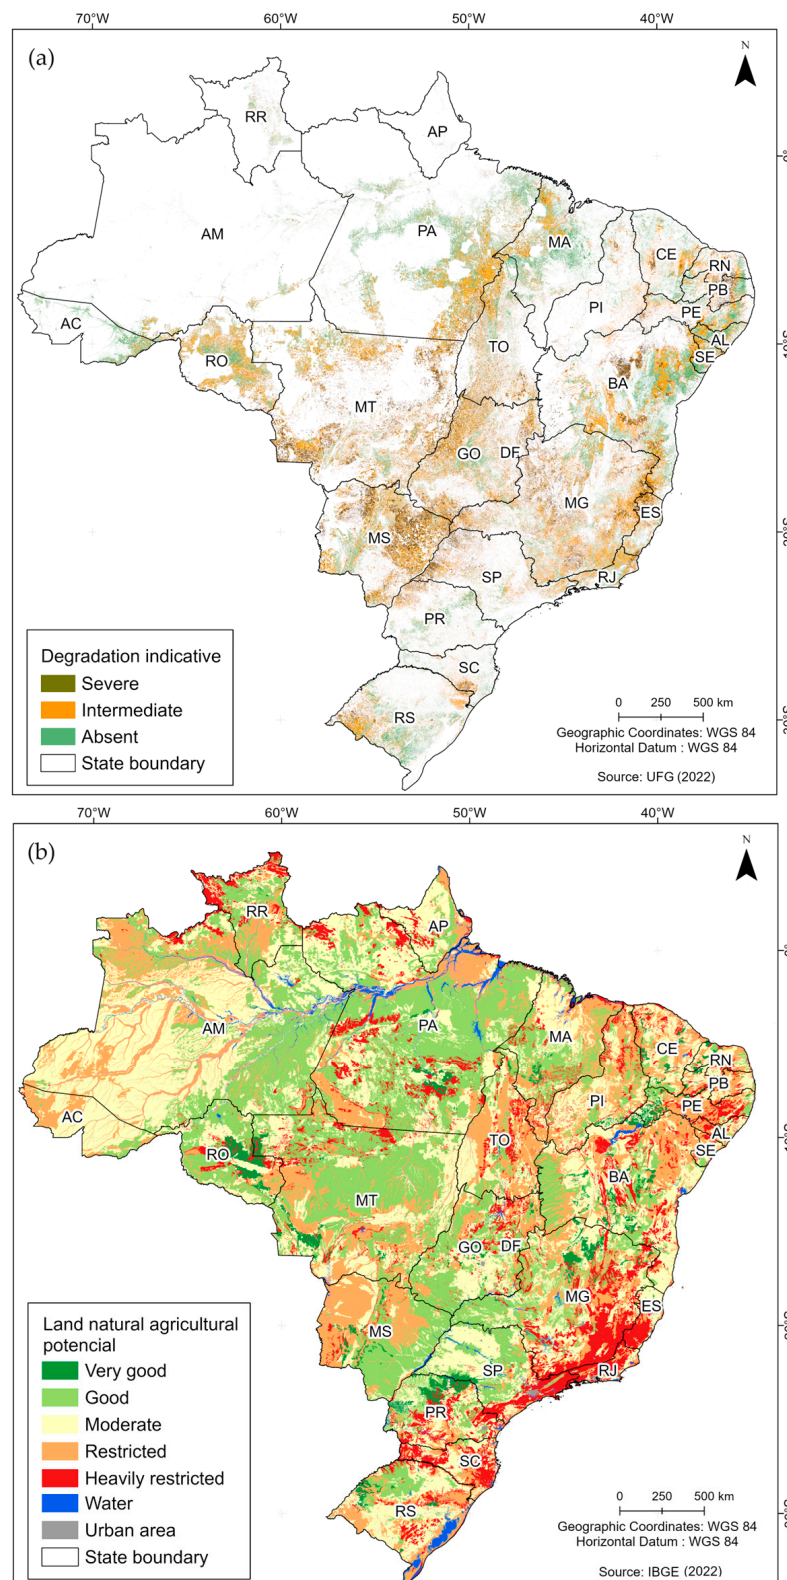 70°W 60°W 50°W 40°W
(a)
N
RR
AP
0°
AM
PA
MA
CE
RN
PB
PI
PE
AC
AL
TO
SE
RO
BA
MT
GO
DF
MG
ES
MS
SP
RJ
PR
SC
RS
Degradation indicative
Severe
Intermediate
Absent
State boundary
0 250 500 km
Geographic Coordinates: WGS 84
Horizontal Datum : WGS 84
Source: UFG (2022)
70°W 60°W 50°W 40°W
(b)
N
RR
AP
AM
PA
MA
CE
RN
PB
PI
PE
AC
AL
TO
SE
RO
BA
MT
GO
DF
MG
ES
MS
SP
RJ
PR
SC
RS
Land natural agricultural
potencial
Very good
Good
Moderate
Restricted
Heavily restricted
Water
Urban area
State boundary
0 250 500 km
Geographic Coordinates: WGS 84
Horizontal Datum : WGS 84
Source: IBGE (2022)